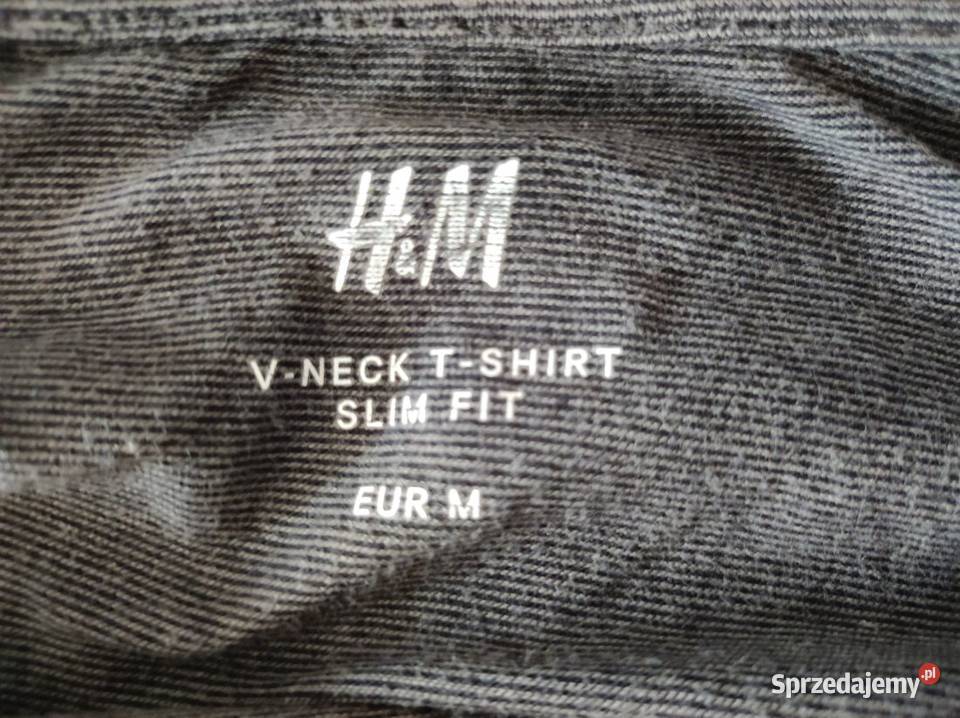 H&M
V-NECK T-SHIRT
SLIM FIT
EUR M
Sprzedajemy.pl